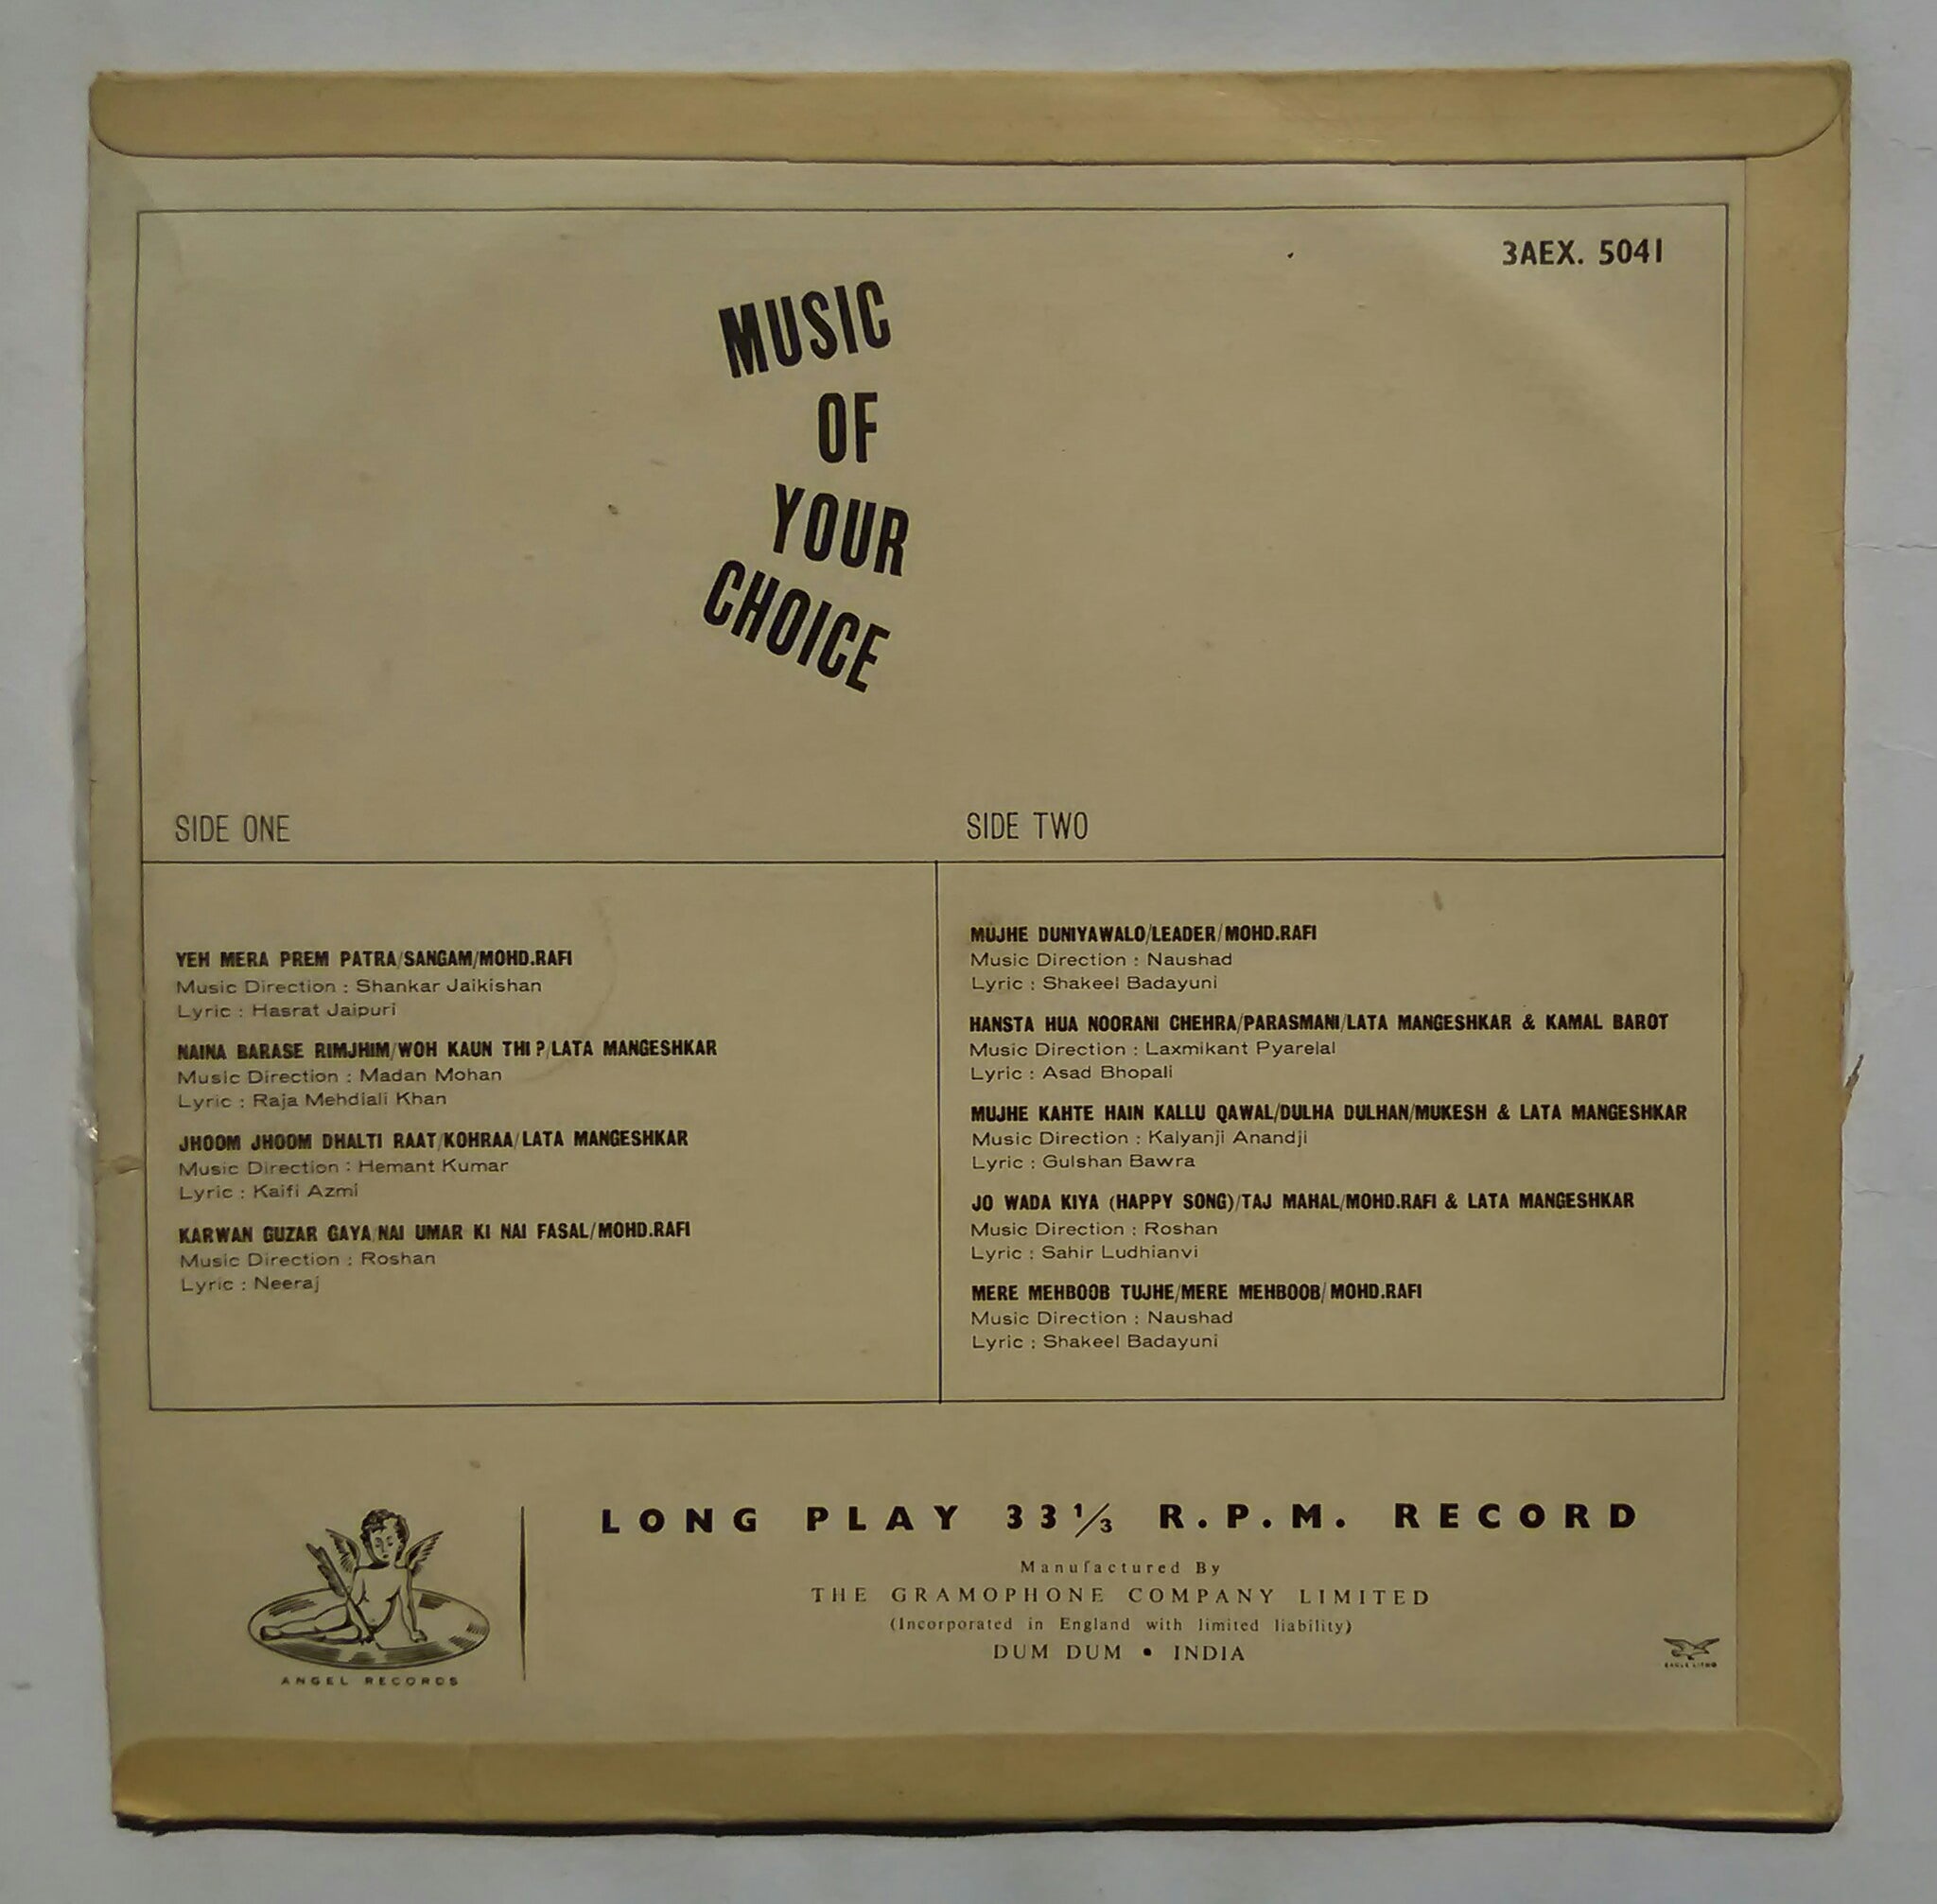 3AEX. 5041
MUSIC
OF
YOUR
CHOICE
SIDE ONE
YEH MERA PREM PATRA/SANGAM/MOHD.RAFI
Music Direction : Shankar Jaikishan
Lyric : Hasrat Jaipuri
NAINA BARASE RIMJHIM/WOH KAUN THI ?/LATA MANGESHKAR
Music Direction : Madan Mohan
Lyric : Raja Mehdiali Khan
JHOOM JHOOM DHALTI RAAT/KOHRAA/LATA MANGESHKAR
Music Direction : Hemant Kumar
Lyric : Kaifi Azmi
KARWAN GUZAR GAYA/NAI UMAR KI NAI FASAL/MOHD.RAFI
Music Direction : Roshan
Lyric : Neeraj
SIDE TWO
MUJHE DUNIYAWALO/LEADER/MOHD.RAFI
Music Direction : Naushad
Lyric : Shakeel Badayuni
HANSTA HUA NOORANI CHEHRA/PARASMANI/LATA MANGESHKAR & KAMAL BAROT
Music Direction : Laxmikant Pyarelal
Lyric : Asad Bhopali
MUJHE KAHTE HAIN KALLU QAWAL/DULHA DULHAN/MUKESH & LATA MANGESHKAR
Music Direction : Kalyanji Anandji
Lyric : Gulshan Bawra
JO WADA KIYA (HAPPY SONG)/TAJ MAHAL/MOHD.RAFI & LATA MANGESHKAR
Music Direction : Roshan
Lyric : Sahir Ludhianvi
MERE MEHBOOB TUJHE/MERE MEHBOOB/MOHD.RAFI
Music Direction : Naushad
Lyric : Shakeel Badayuni
ANGEL RECORDS
LONG PLAY 33⅓ R.P.M. RECORD
Manufactured By
THE GRAMOPHONE COMPANY LIMITED
(Incorporated in England with limited liability)
DUM DUM • INDIA
EAGLE LITHO